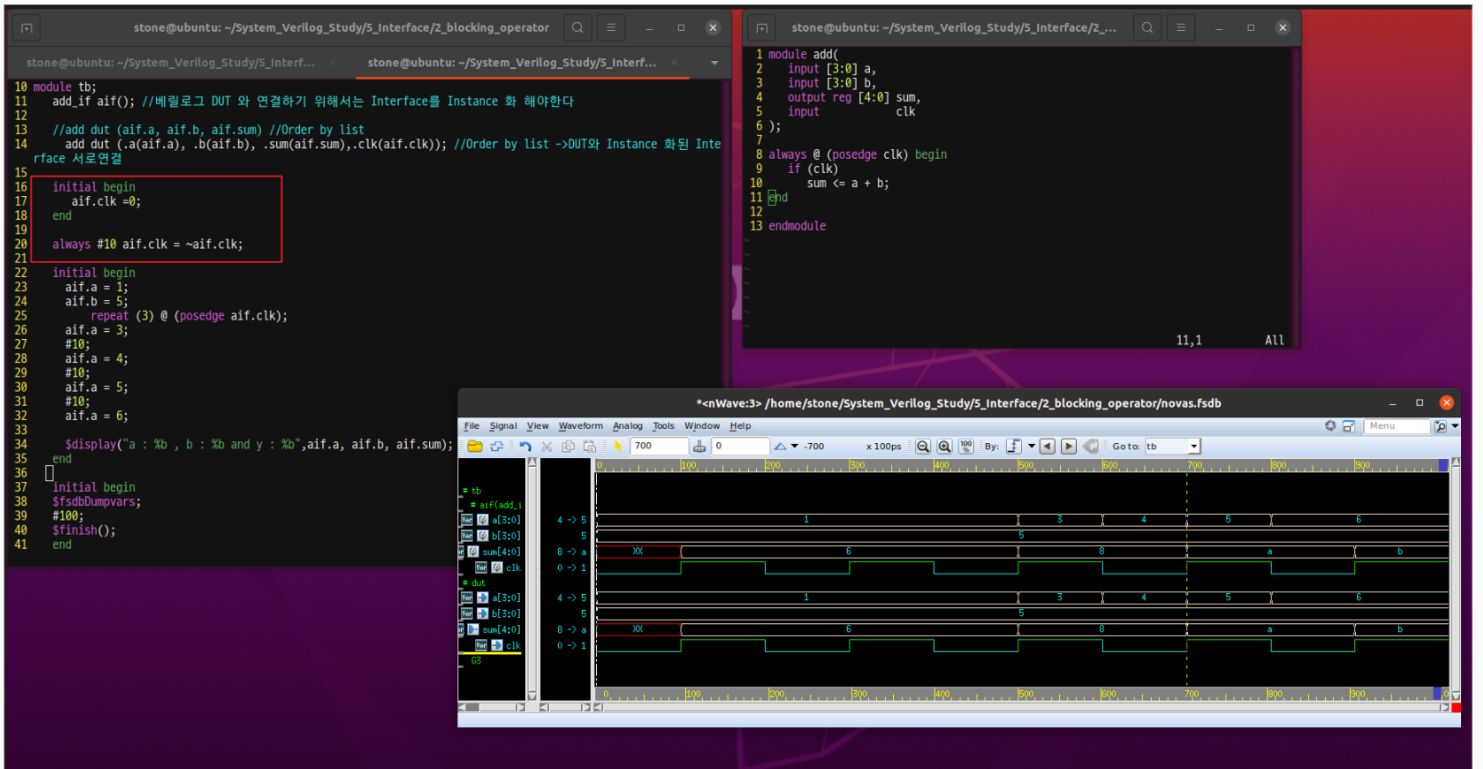 stone@ubuntu: ~/System_Verilog_Study/5_Interface/2_blocking_operator
stone@ubuntu: ~/System_Verilog_Study/5_Interf...
stone@ubuntu: ~/System_Verilog_Study/5_Interf...
10 module tb;
11 add_if aif(); //베릴로그 DUT 와 연결하기 위해서는 Interface를 Instance 화 해야한다
12
13 //add dut (aif.a, aif.b, aif.sum) //Order by list
14 add dut (.a(aif.a), .b(aif.b), .sum(aif.sum),.clk(aif.clk)); //Order by list ->DUT와 Instance 화된 Inte
rface 서로연결
15
16 initial begin
17 aif.clk =0;
18 end
19
20 always #10 aif.clk = ~aif.clk;
21
22 initial begin
23 aif.a = 1;
24 aif.b = 5;
25 repeat (3) @ (posedge aif.clk);
26 aif.a = 3;
27 #10;
28 aif.a = 4;
29 #10;
30 aif.a = 5;
31 #10;
32 aif.a = 6;
33
34 $display("a : %b , b : %b and y : %b",aif.a, aif.b, aif.sum);
35 end
36
37 initial begin
38 $fsdbDumpvars;
39 #100;
40 $finish();
41 end
stone@ubuntu: ~/System_Verilog_Study/5_Interface/2_...
1 module add(
2 input [3:0] a,
3 input [3:0] b,
4 output reg [4:0] sum,
5 input clk
6 );
7
8 always @ (posedge clk) begin
9 if (clk)
10 sum <= a + b;
11 end
12
13 endmodule
~
~
~
~
~
~
11,1 All
*<nWave:3> /home/stone/System_Verilog_Study/5_Interface/2_blocking_operator/novas.fsdb
File Signal View Waveform Analog Tools Window Help Menu
700 0 -700 x 100ps By: Go to: tb
0 100 200 300 400 500 600 700 800 900
= tb
= aif(add_i
a[3:0] 4 -> 5 1 3 4 5 6
b[3:0] 5 5
sum[4:0] 8 -> a XX 6 8 a b
clk 0 -> 1
= dut
a[3:0] 4 -> 5 1 3 4 5 6
b[3:0] 5 5
sum[4:0] 8 -> a XX 6 8 a b
clk 0 -> 1
G3
0 100 200 300 400 500 600 700 800 900